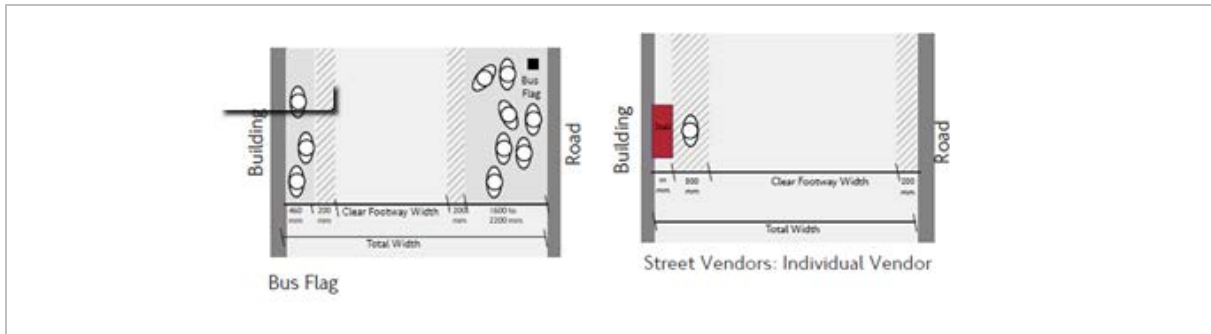 Bus
Flag
Building
Road
460
mm
200
mm
Clear Footway Width
200
mm
1600 to
2200 mm
Total Width
Bus Flag
Building
Road
mm
800
mm
Clear Footway Width
200
mm
Total Width
Street Vendors: Individual Vendor